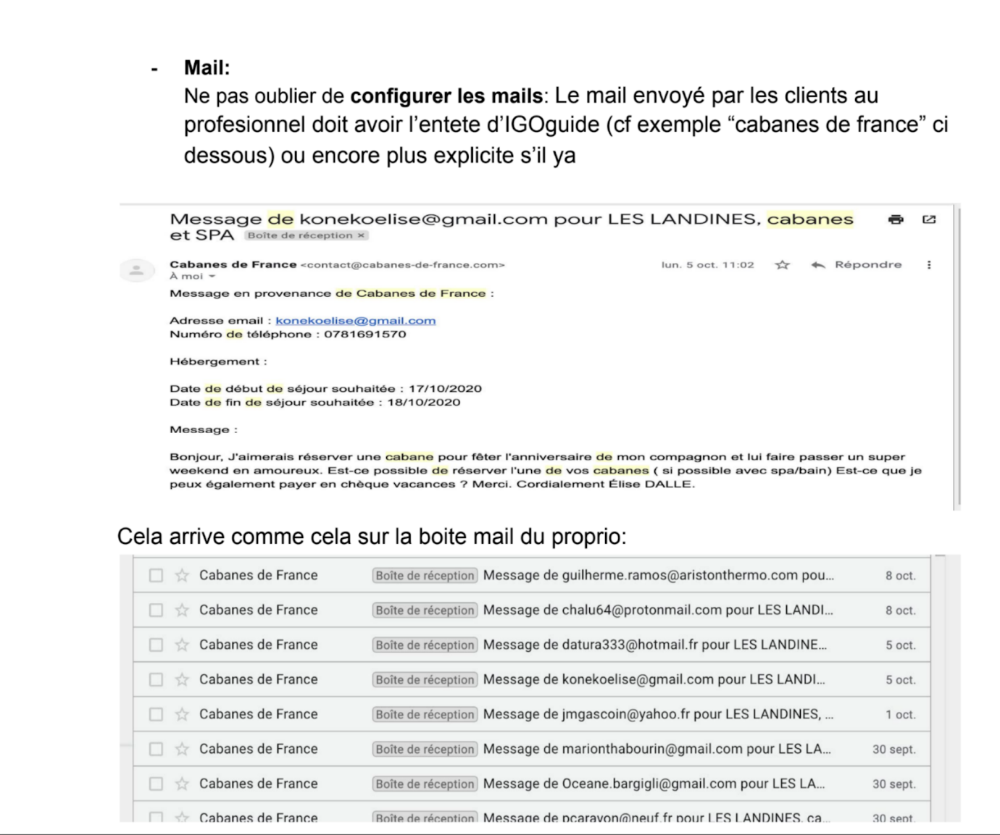 - Mail:
Ne pas oublier de configurer les mails: Le mail envoyé par les clients au
profesionnel doit avoir l’entete d’IGOguide (cf exemple “cabanes de france” ci
dessous) ou encore plus explicite s’il ya
Message de konekoelise@gmail.com pour LES LANDINES, cabanes
et SPA Boîte de réception ×
Cabanes de France <contact@cabanes-de-france.com> lun. 5 oct. 11:02 Répondre
À moi
Message en provenance de Cabanes de France :
Adresse email : konekoelise@gmail.com
Numéro de téléphone : 0781691570
Hébergement :
Date de début de séjour souhaitée : 17/10/2020
Date de fin de séjour souhaitée : 18/10/2020
Message :
Bonjour, J'aimerais réserver une cabane pour fêter l'anniversaire de mon compagnon et lui faire passer un super
weekend en amoureux. Est-ce possible de réserver l'une de vos cabanes ( si possible avec spa/bain) Est-ce que je
peux également payer en chèque vacances ? Merci. Cordialement Élise DALLE.
Cela arrive comme cela sur la boite mail du proprio:
Cabanes de France Boîte de réception Message de guilherme.ramos@aristonthermo.com pou... 8 oct.
Cabanes de France Boîte de réception Message de chalu64@protonmail.com pour LES LANDI... 8 oct.
Cabanes de France Boîte de réception Message de datura333@hotmail.fr pour LES LANDINE... 5 oct.
Cabanes de France Boîte de réception Message de konekoelise@gmail.com pour LES LANDI... 5 oct.
Cabanes de France Boîte de réception Message de jmgascoin@yahoo.fr pour LES LANDINES, ... 1 oct.
Cabanes de France Boîte de réception Message de marionthabourin@gmail.com pour LES LA... 30 sept.
Cabanes de France Boîte de réception Message de Oceane.bargigli@gmail.com pour LES LA... 30 sept.
Cabanes de France Boîte de réception Message de pcarayon@neuf.fr pour LES LANDINES, ca... 30 sept.